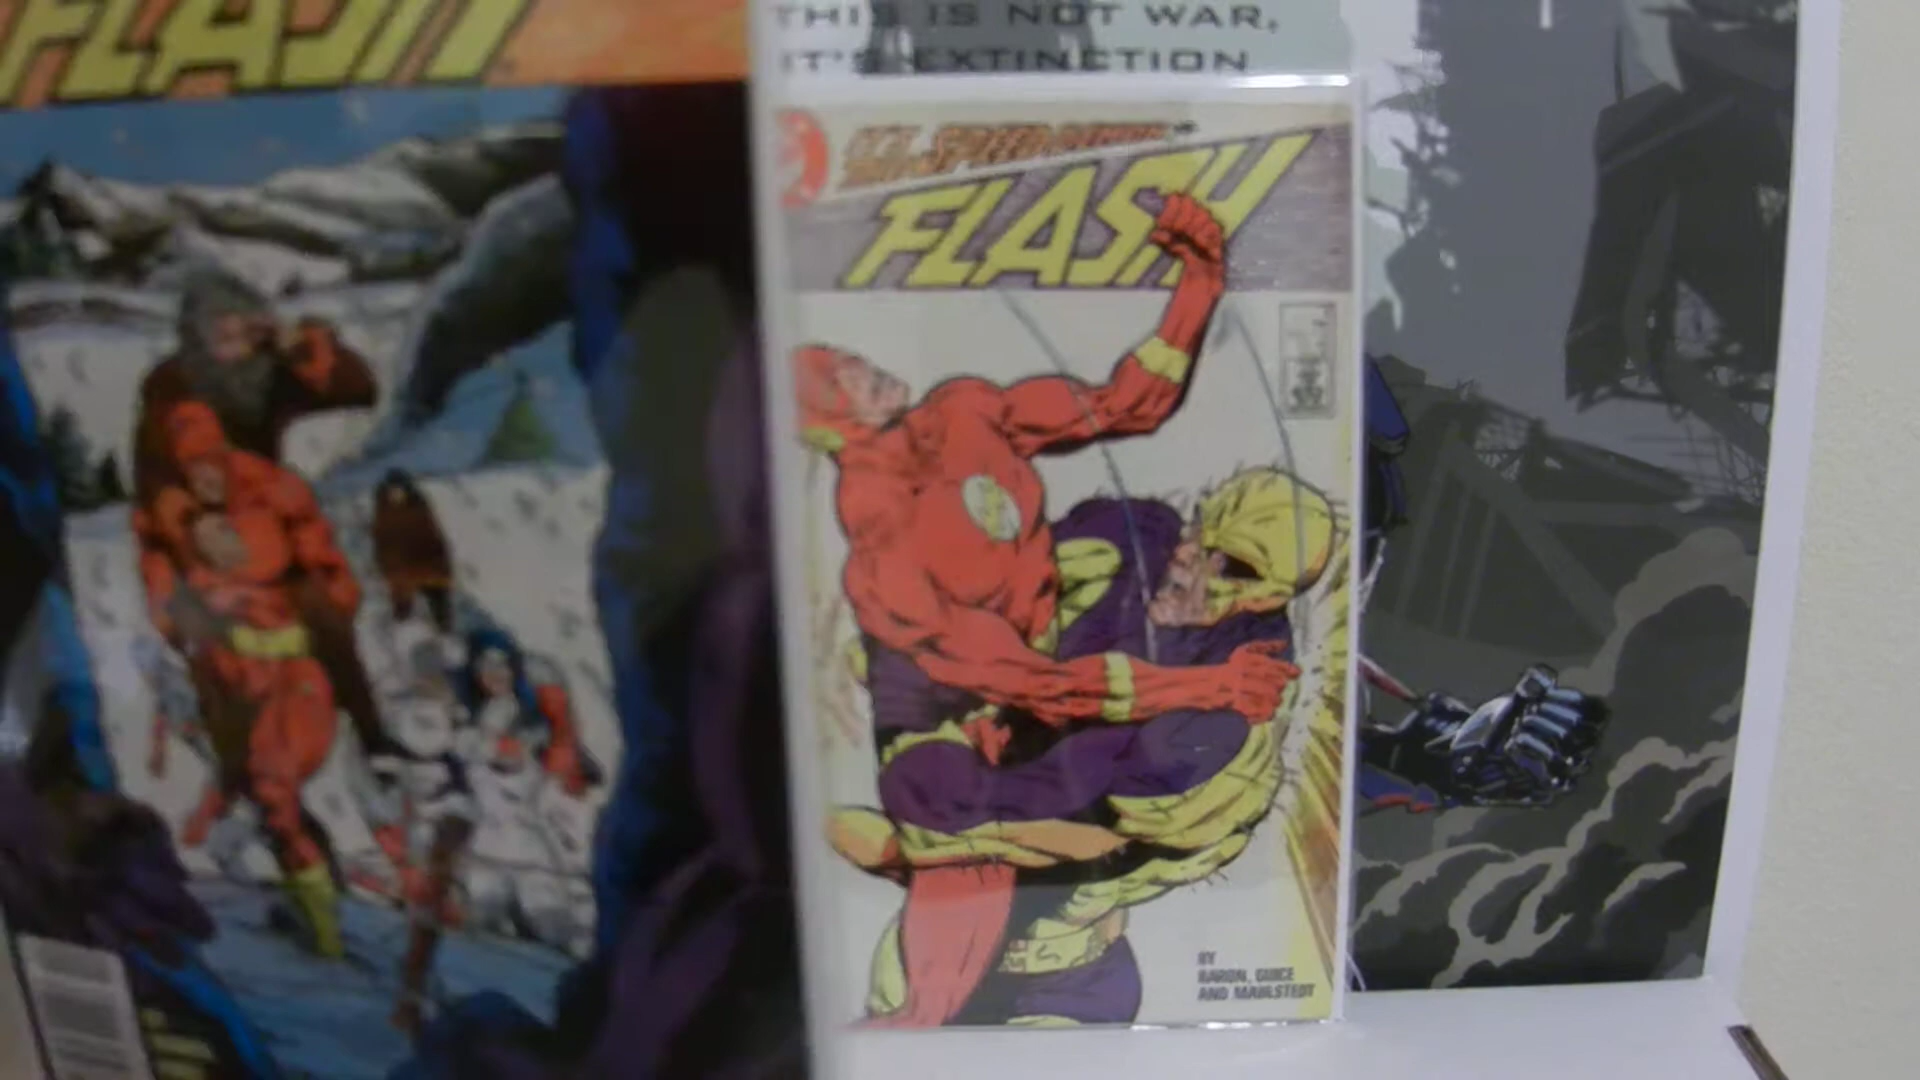 FLASH
THIS IS NOT WAR,
IT'S EXTINCTION
FLASH
BY
BARON, GUICE
AND MAHLSTEDT